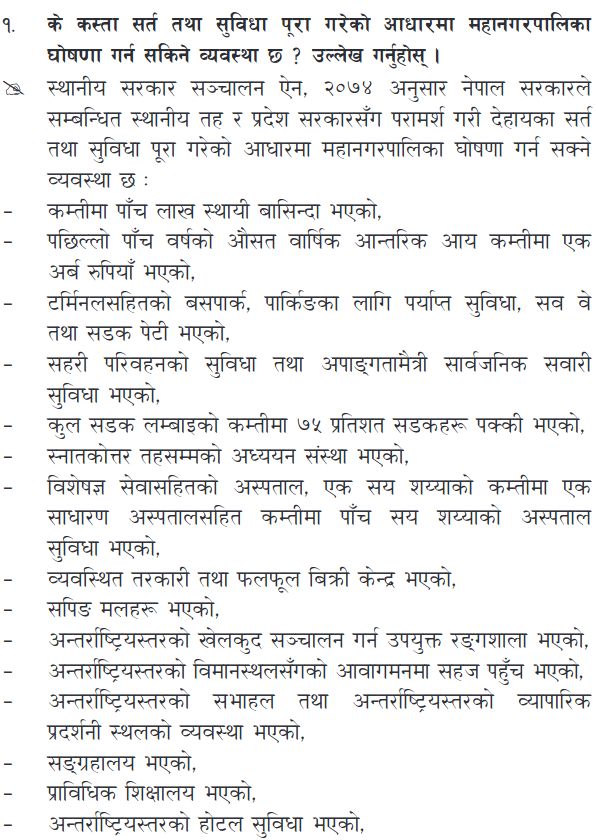 १. के कस्ता सर्त तथा सुविधा पूरा गरेको आधारमा महानगरपालिका
घोषणा गर्न सकिने व्यवस्था छ ? उल्लेख गर्नुहोस् ।
स्थानीय सरकार सञ्चालन ऐन, २०७४ अनुसार नेपाल सरकारले
सम्बन्धित स्थानीय तह र प्रदेश सरकारसँग परामर्श गरी देहायका सर्त
तथा सुविधा पूरा गरेको आधारमा महानगरपालिका घोषणा गर्न सक्ने
व्यवस्था छ :
– कम्तीमा पाँच लाख स्थायी बासिन्दा भएको,
– पछिल्लो पाँच वर्षको औसत वार्षिक आन्तरिक आय कम्तीमा एक
अर्ब रुपियाँ भएको,
– टर्मिनलसहितको बसपार्क, पार्किङका लागि पर्याप्त सुविधा, सव वे
तथा सडक पेटी भएको,
– सहरी परिवहनको सुविधा तथा अपाङ्गतामैत्री सार्वजनिक सवारी
सुविधा भएको,
– कुल सडक लम्बाइको कम्तीमा ७५ प्रतिशत सडकहरू पक्की भएको,
– स्नातकोत्तर तहसम्मको अध्ययन संस्था भएको,
– विशेषज्ञ सेवासहितको अस्पताल, एक सय शय्याको कम्तीमा एक
साधारण अस्पतालसहित कम्तीमा पाँच सय शय्याको अस्पताल
सुविधा भएको,
– व्यवस्थित तरकारी तथा फलफूल बिक्री केन्द्र भएको,
– सपिङ मलहरू भएको,
– अन्तर्राष्ट्रियस्तरको खेलकुद सञ्चालन गर्न उपयुक्त रङ्गशाला भएको,
– अन्तर्राष्ट्रियस्तरको विमानस्थलसँगको आवागमनमा सहज पहुँच भएको,
– अन्तर्राष्ट्रियस्तरको सभाहल तथा अन्तर्राष्ट्रियस्तरको व्यापारिक
प्रदर्शनी स्थलको व्यवस्था भएको,
– सङ्ग्रहालय भएको,
– प्राविधिक शिक्षालय भएको,
– अन्तर्राष्ट्रियस्तरको होटल सुविधा भएको,